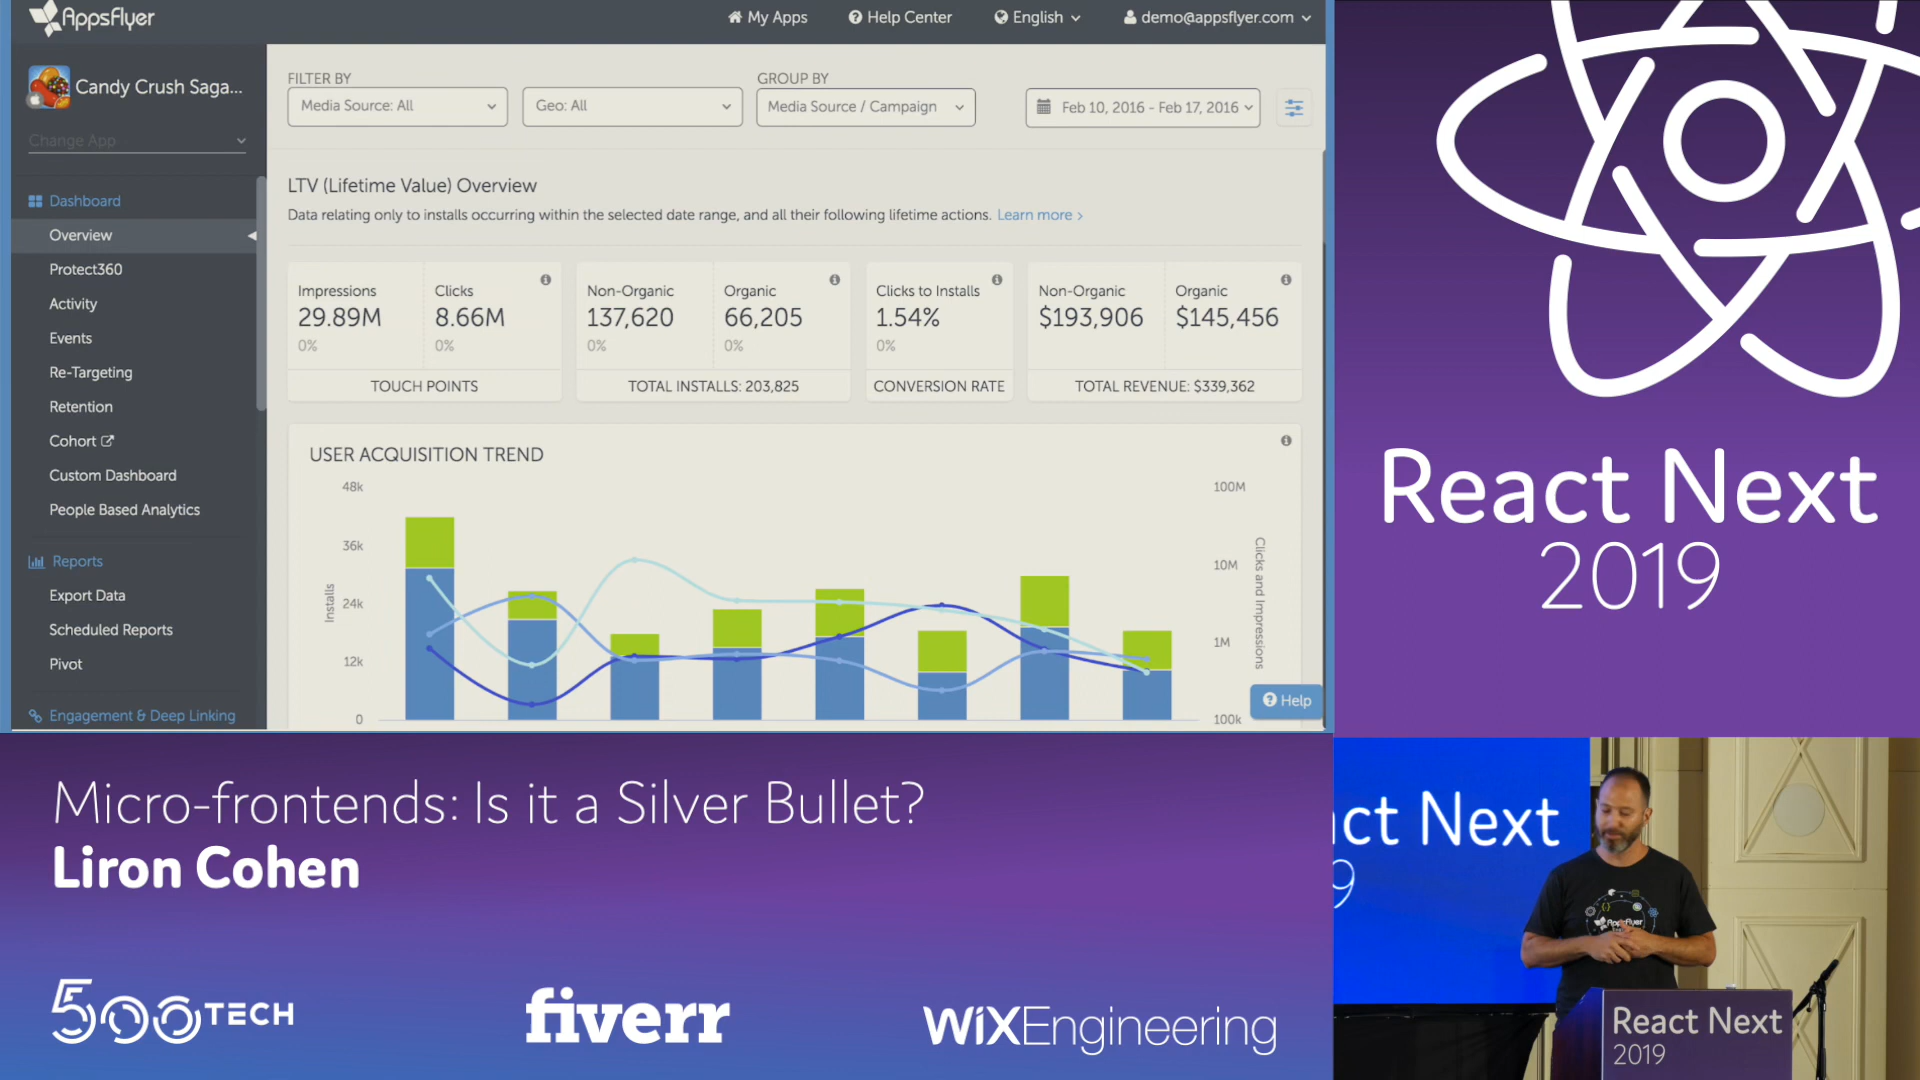 AppsFlyer
My Apps
Help Center
English
demo@appsflyer.com
Candy Crush Saga...
Change App
Dashboard
Overview
Protect360
Activity
Events
Re-Targeting
Retention
Cohort
Custom Dashboard
People Based Analytics
Reports
Export Data
Scheduled Reports
Pivot
Engagement & Deep Linking
FILTER BY
Media Source: All
Geo: All
GROUP BY
Media Source / Campaign
Feb 10, 2016 - Feb 17, 2016
LTV (Lifetime Value) Overview
Data relating only to installs occurring within the selected date range, and all their following lifetime actions. Learn more >
Impressions
29.89M
0%
Clicks
8.66M
0%
TOUCH POINTS
Non-Organic
137,620
0%
Organic
66,205
0%
TOTAL INSTALLS: 203,825
Clicks to Installs
1.54%
0%
CONVERSION RATE
Non-Organic
$193,906
Organic
$145,456
TOTAL REVENUE: $339,362
USER ACQUISITION TREND
48k
36k
24k
12k
0
Installs
100M
10M
1M
100k
Clicks and Impressions
Help
React Next
2019
Micro-frontends: Is it a Silver Bullet?
Liron Cohen
500TECH
fiverr
WiXEngineering
ct Next
9
AppsFlyer
React Next
2019